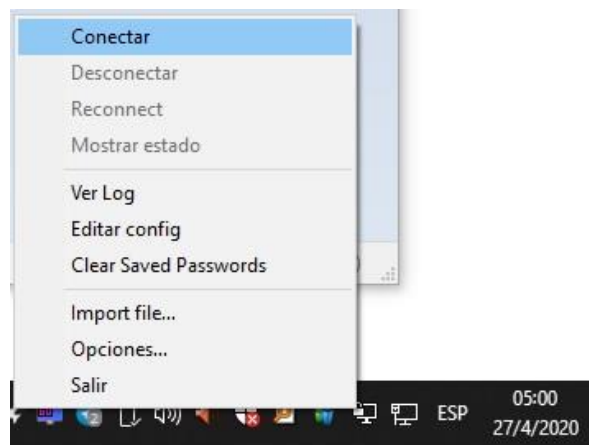 Conectar
Desconectar
Reconnect
Mostrar estado
Ver Log
Editar config
Clear Saved Passwords
Import file...
Opciones...
Salir
ESP
05:00
27/4/2020